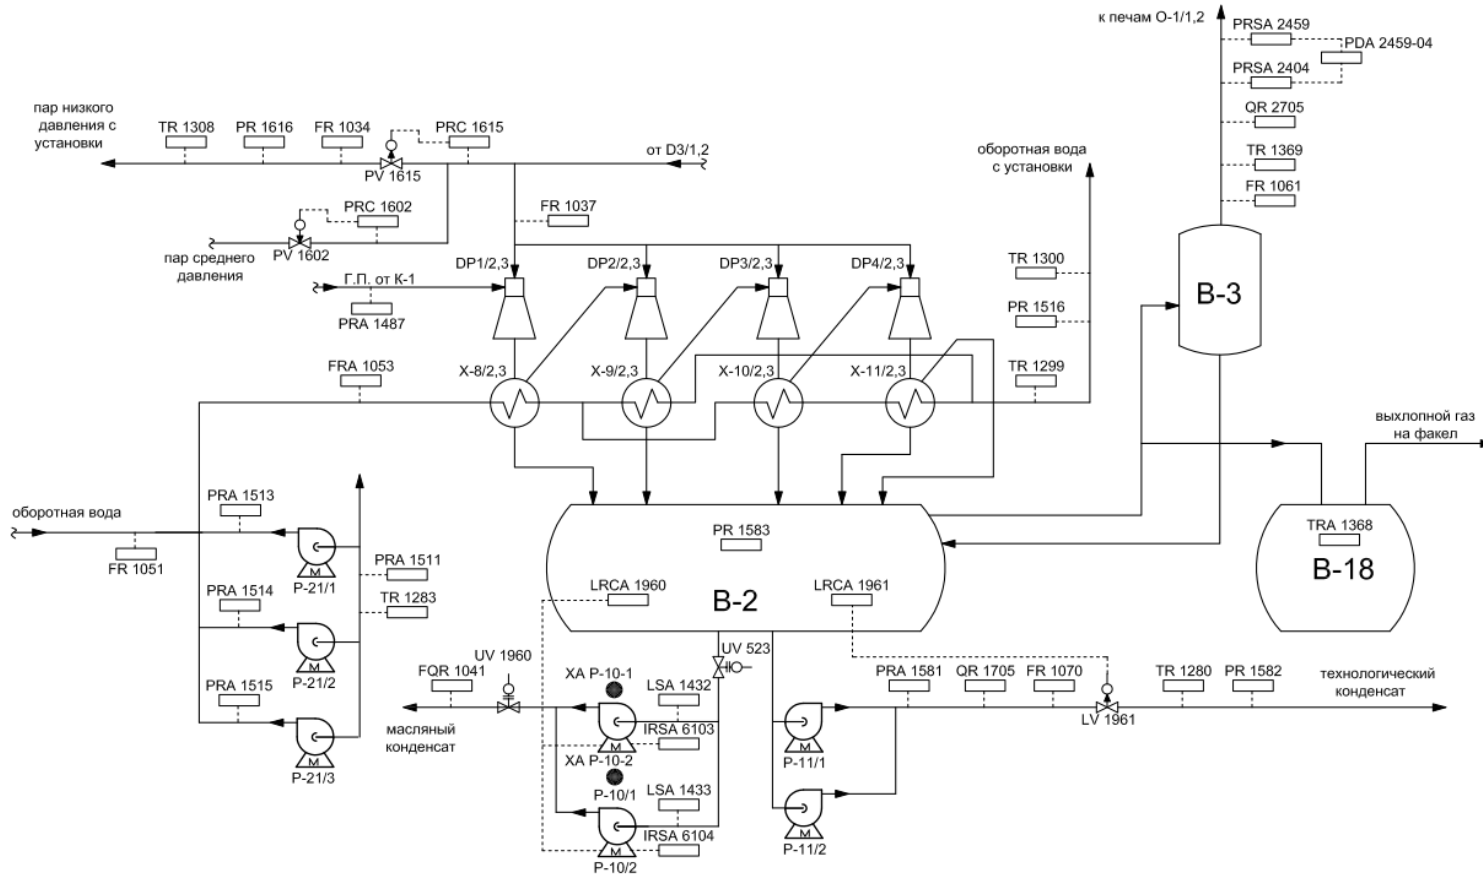 к печам О-1/1,2
PRSA 2459
PDA 2459-04
PRSA 2404
QR 2705
TR 1369
FR 1061
пар низкого
давления с
установки
TR 1308
PR 1616
FR 1034
PRC 1615
от D3/1,2
PV 1615
оборотная вода
с установки
PRC 1602
FR 1037
пар среднего
давления
PV 1602
DP1/2,3
DP2/2,3
DP3/2,3
DP4/2,3
TR 1300
Г.П. от К-1
PRA 1487
PR 1516
В-3
FRA 1053
X-8/2,3
X-9/2,3
X-10/2,3
X-11/2,3
TR 1299
выхлопной газ
на факел
оборотная вода
FR 1051
PRA 1513
P-21/1
PRA 1511
TR 1283
PRA 1514
P-21/2
PRA 1515
P-21/3
M
M
M
PR 1583
LRCA 1960
LRCA 1961
В-2
TRA 1368
В-18
UV 523
UV 1960
FQR 1041
XA P-10-1
LSA 1432
IRSA 6103
масляный
конденсат
XA P-10-2
P-10/1
LSA 1433
IRSA 6104
P-10/2
M
M
PRA 1581
QR 1705
FR 1070
LV 1961
TR 1280
PR 1582
технологический
конденсат
P-11/1
P-11/2
M
M